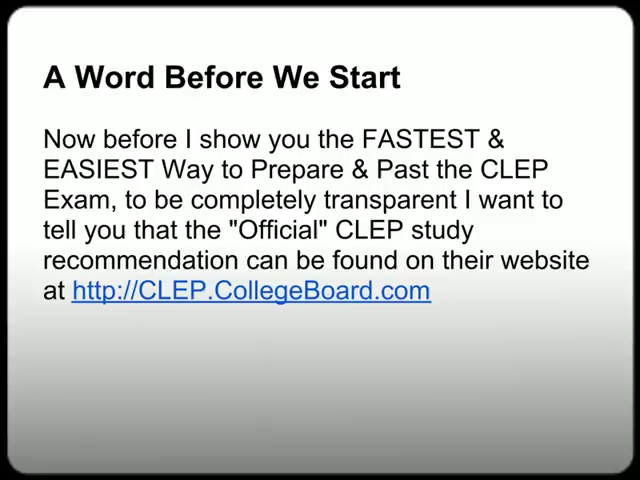 A Word Before We Start
Now before I show you the FASTEST &
EASIEST Way to Prepare & Past the CLEP
Exam, to be completely transparent I want to
tell you that the "Official" CLEP study
recommendation can be found on their website
at http://CLEP.CollegeBoard.com